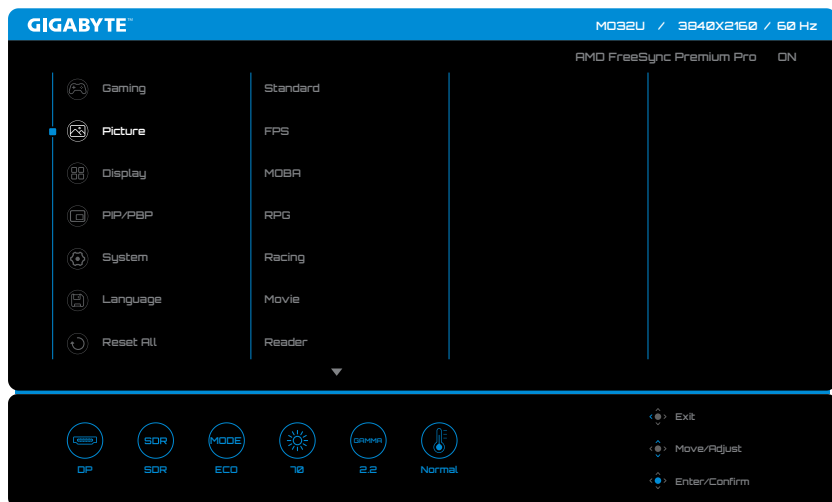 GIGABYTE™
MO32U / 3840X2160 / 60 Hz
AMD FreeSync Premium Pro ON
Gaming
Standard
Picture
FPS
Display
MOBA
PIP/PBP
RPG
System
Racing
Language
Movie
Reset All
Reader
SDR
MODE
GAMMA
DP
SDR
ECO
70
2.2
Normal
Exit
Move/Adjust
Enter/Confirm